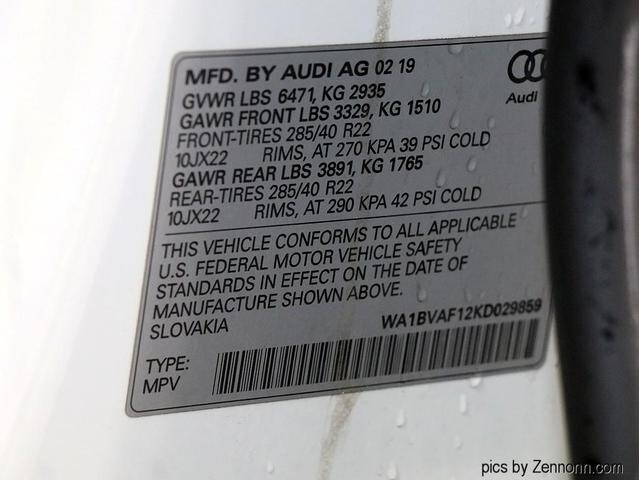 MFD. BY AUDI AG 02 19
GVWR LBS 6471, KG 2935
GAWR FRONT LBS 3329, KG 1510
FRONT-TIRES 285/40 R22
10JX22 RIMS, AT 270 KPA 39 PSI COLD
GAWR REAR LBS 3891, KG 1765
REAR-TIRES 285/40 R22
10JX22 RIMS, AT 290 KPA 42 PSI COLD
Audi
THIS VEHICLE CONFORMS TO ALL APPLICABLE
U.S. FEDERAL MOTOR VEHICLE SAFETY
STANDARDS IN EFFECT ON THE DATE OF
MANUFACTURE SHOWN ABOVE.
SLOVAKIA
WA1BVAF12KD029859
TYPE:
MPV
pics by Zennorm.com